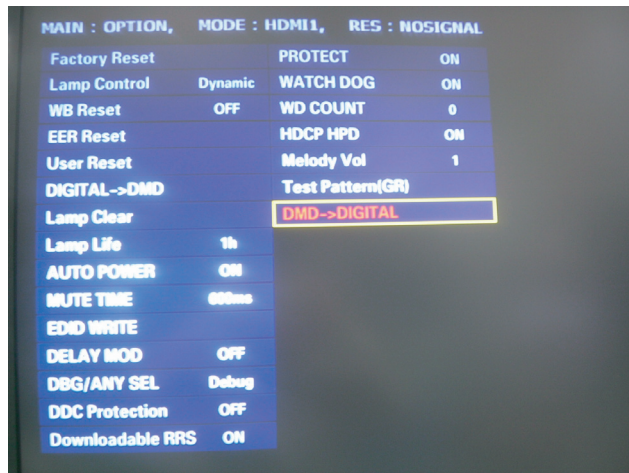 MAIN : OPTION, MODE : HDMI1, RES : NOSIGNAL
Factory Reset
Lamp Control Dynamic
WB Reset OFF
EER Reset
User Reset
DIGITAL->DMD
Lamp Clear
Lamp Life 1h
AUTO POWER ON
MUTE TIME 600ms
EDID WRITE
DELAY MOD OFF
DBG/ANY SEL Debug
DDC Protection OFF
Downloadable RRS ON
PROTECT ON
WATCH DOG ON
WD COUNT 0
HDCP HPD ON
Melody Vol 1
Test Pattern(GR)
DMD->DIGITAL